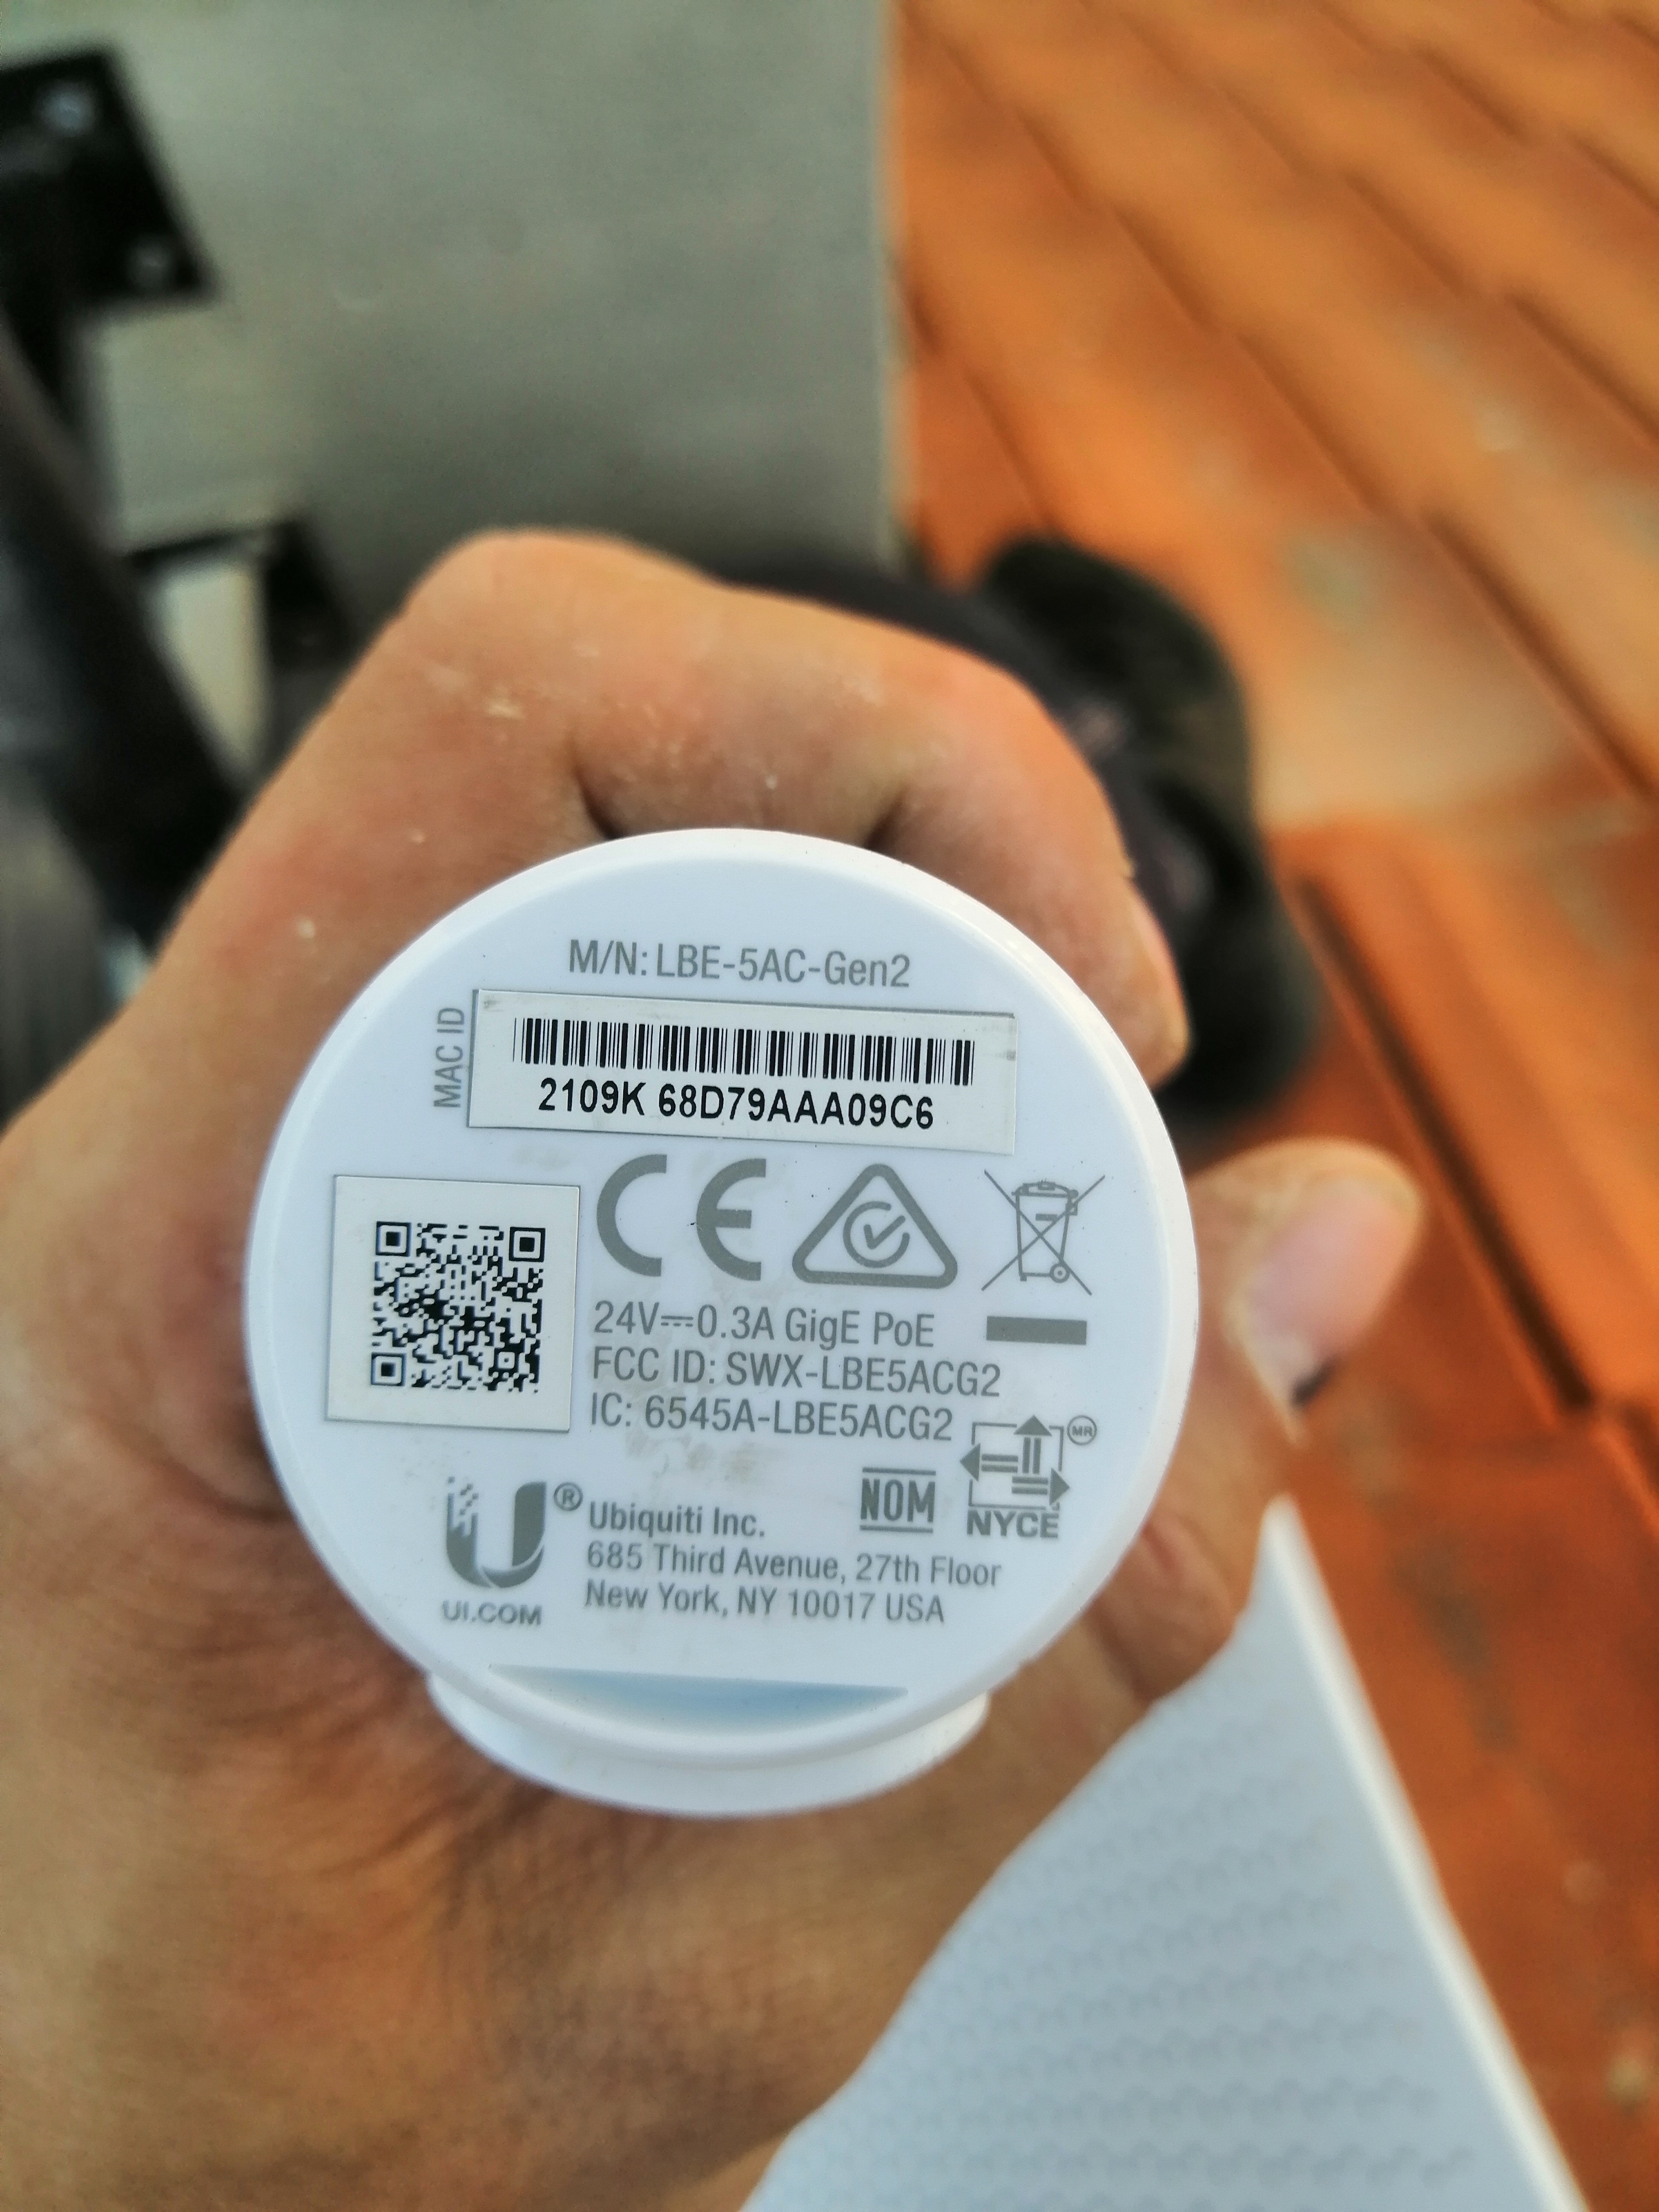 M/N: LBE-5AC-Gen2
MAC ID
2109K 68D79AAA09C6
CE
24V⎓0.3A GigE PoE
FCC ID: SWX-LBE5ACG2
IC: 6545A-LBE5ACG2
MR
NOM
NYCE
U®
UI.COM
Ubiquiti Inc.
685 Third Avenue, 27th Floor
New York, NY 10017 USA